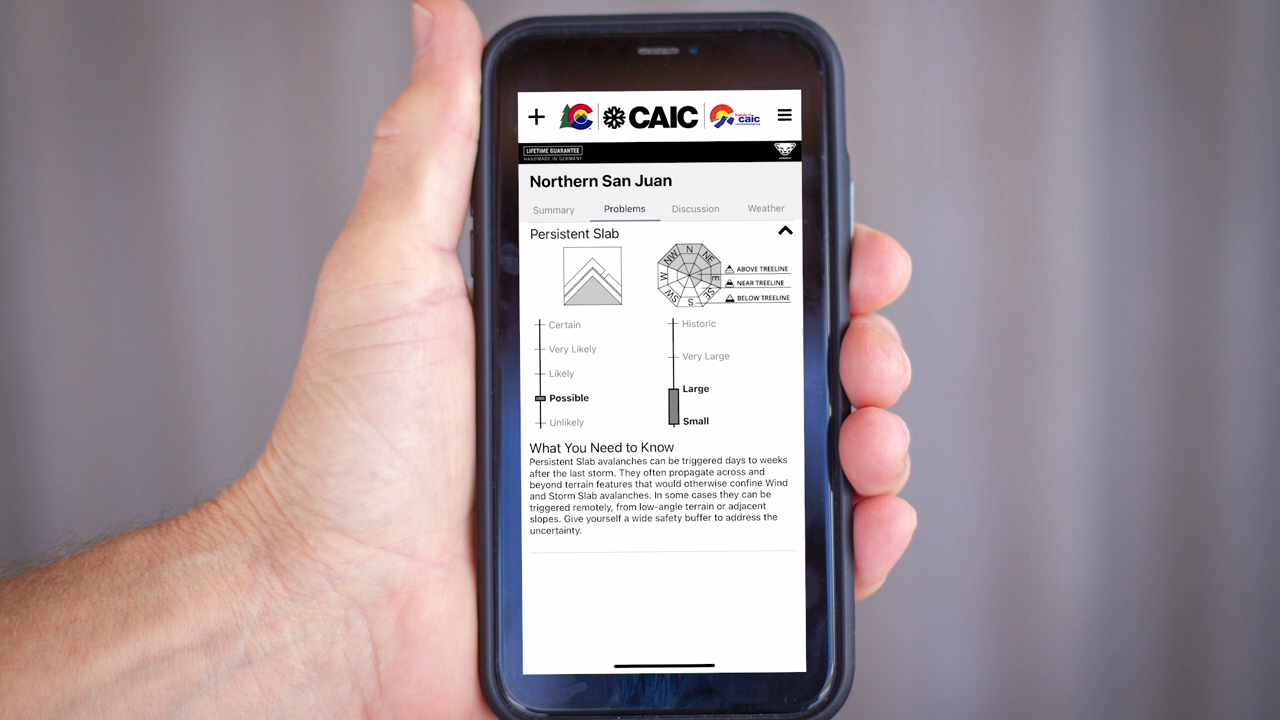 + CAIC caic
LIFETIME GUARANTEE
HANDMADE IN GERMANY
Northern San Juan
Summary Problems Discussion Weather
Persistent Slab
N
NE
E
SE
S
SW
W
NW
ABOVE TREELINE
NEAR TREELINE
BELOW TREELINE
Certain
Very Likely
Likely
Possible
Unlikely
Historic
Very Large
Large
Small
What You Need to Know
Persistent Slab avalanches can be triggered days to weeks
after the last storm. They often propagate across and
beyond terrain features that would otherwise confine Wind
and Storm Slab avalanches. In some cases they can be
triggered remotely, from low-angle terrain or adjacent
slopes. Give yourself a wide safety buffer to address the
uncertainty.